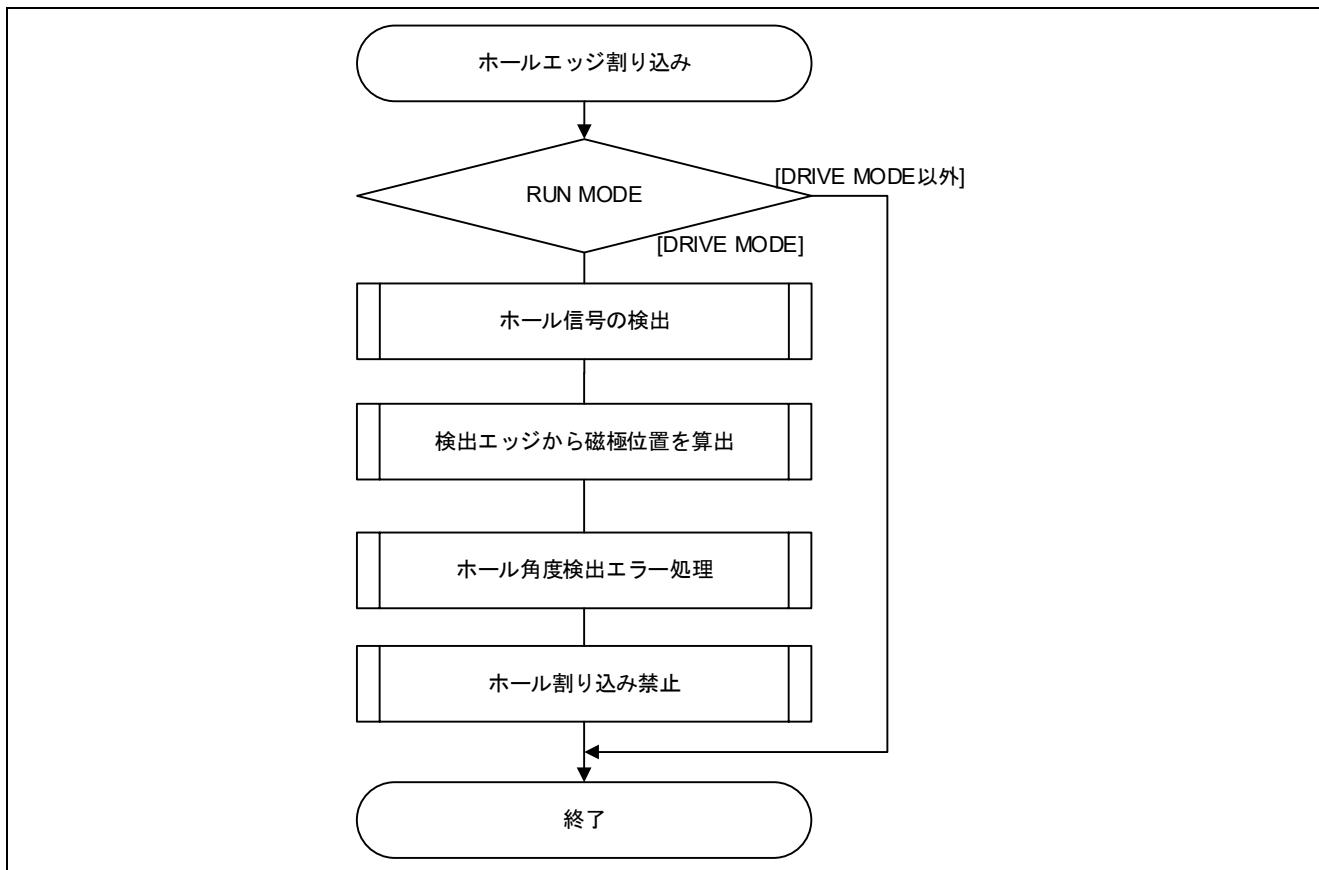 ホールエッジ割り込み
RUN MODE
[DRIVE MODE以外]
[DRIVE MODE]
ホール信号の検出
検出エッジから磁極位置を算出
ホール角度検出エラー処理
ホール割り込み禁止
終了